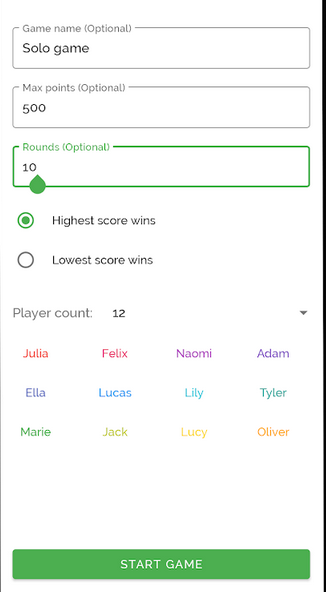 Game name (Optional)
Solo game
Max points (Optional)
500
Rounds (Optional)
10
Highest score wins
Lowest score wins
Player count: 12
Julia Felix Naomi Adam
Ella Lucas Lily Tyler
Marie Jack Lucy Oliver
START GAME